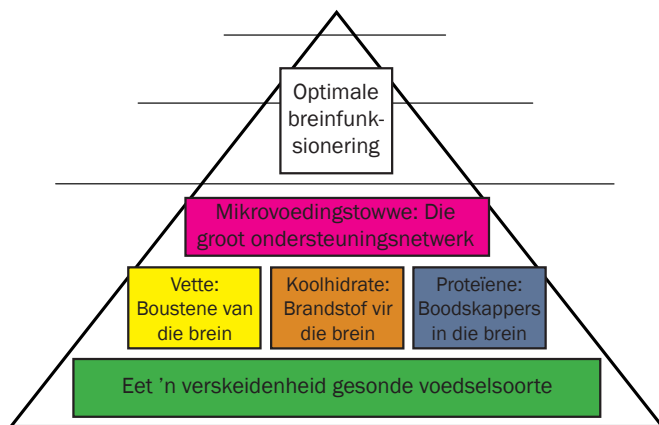 Optimale
breinfunk-
sionering
Mikrovoedingstowwe: Die
groot ondersteuningsnetwerk
Vette:
Boustene van
die brein
Koolhidrate:
Brandstof vir
die brein
Proteïene:
Boodskappers
in die brein
Eet 'n verskeidenheid gesonde voedselsoorte